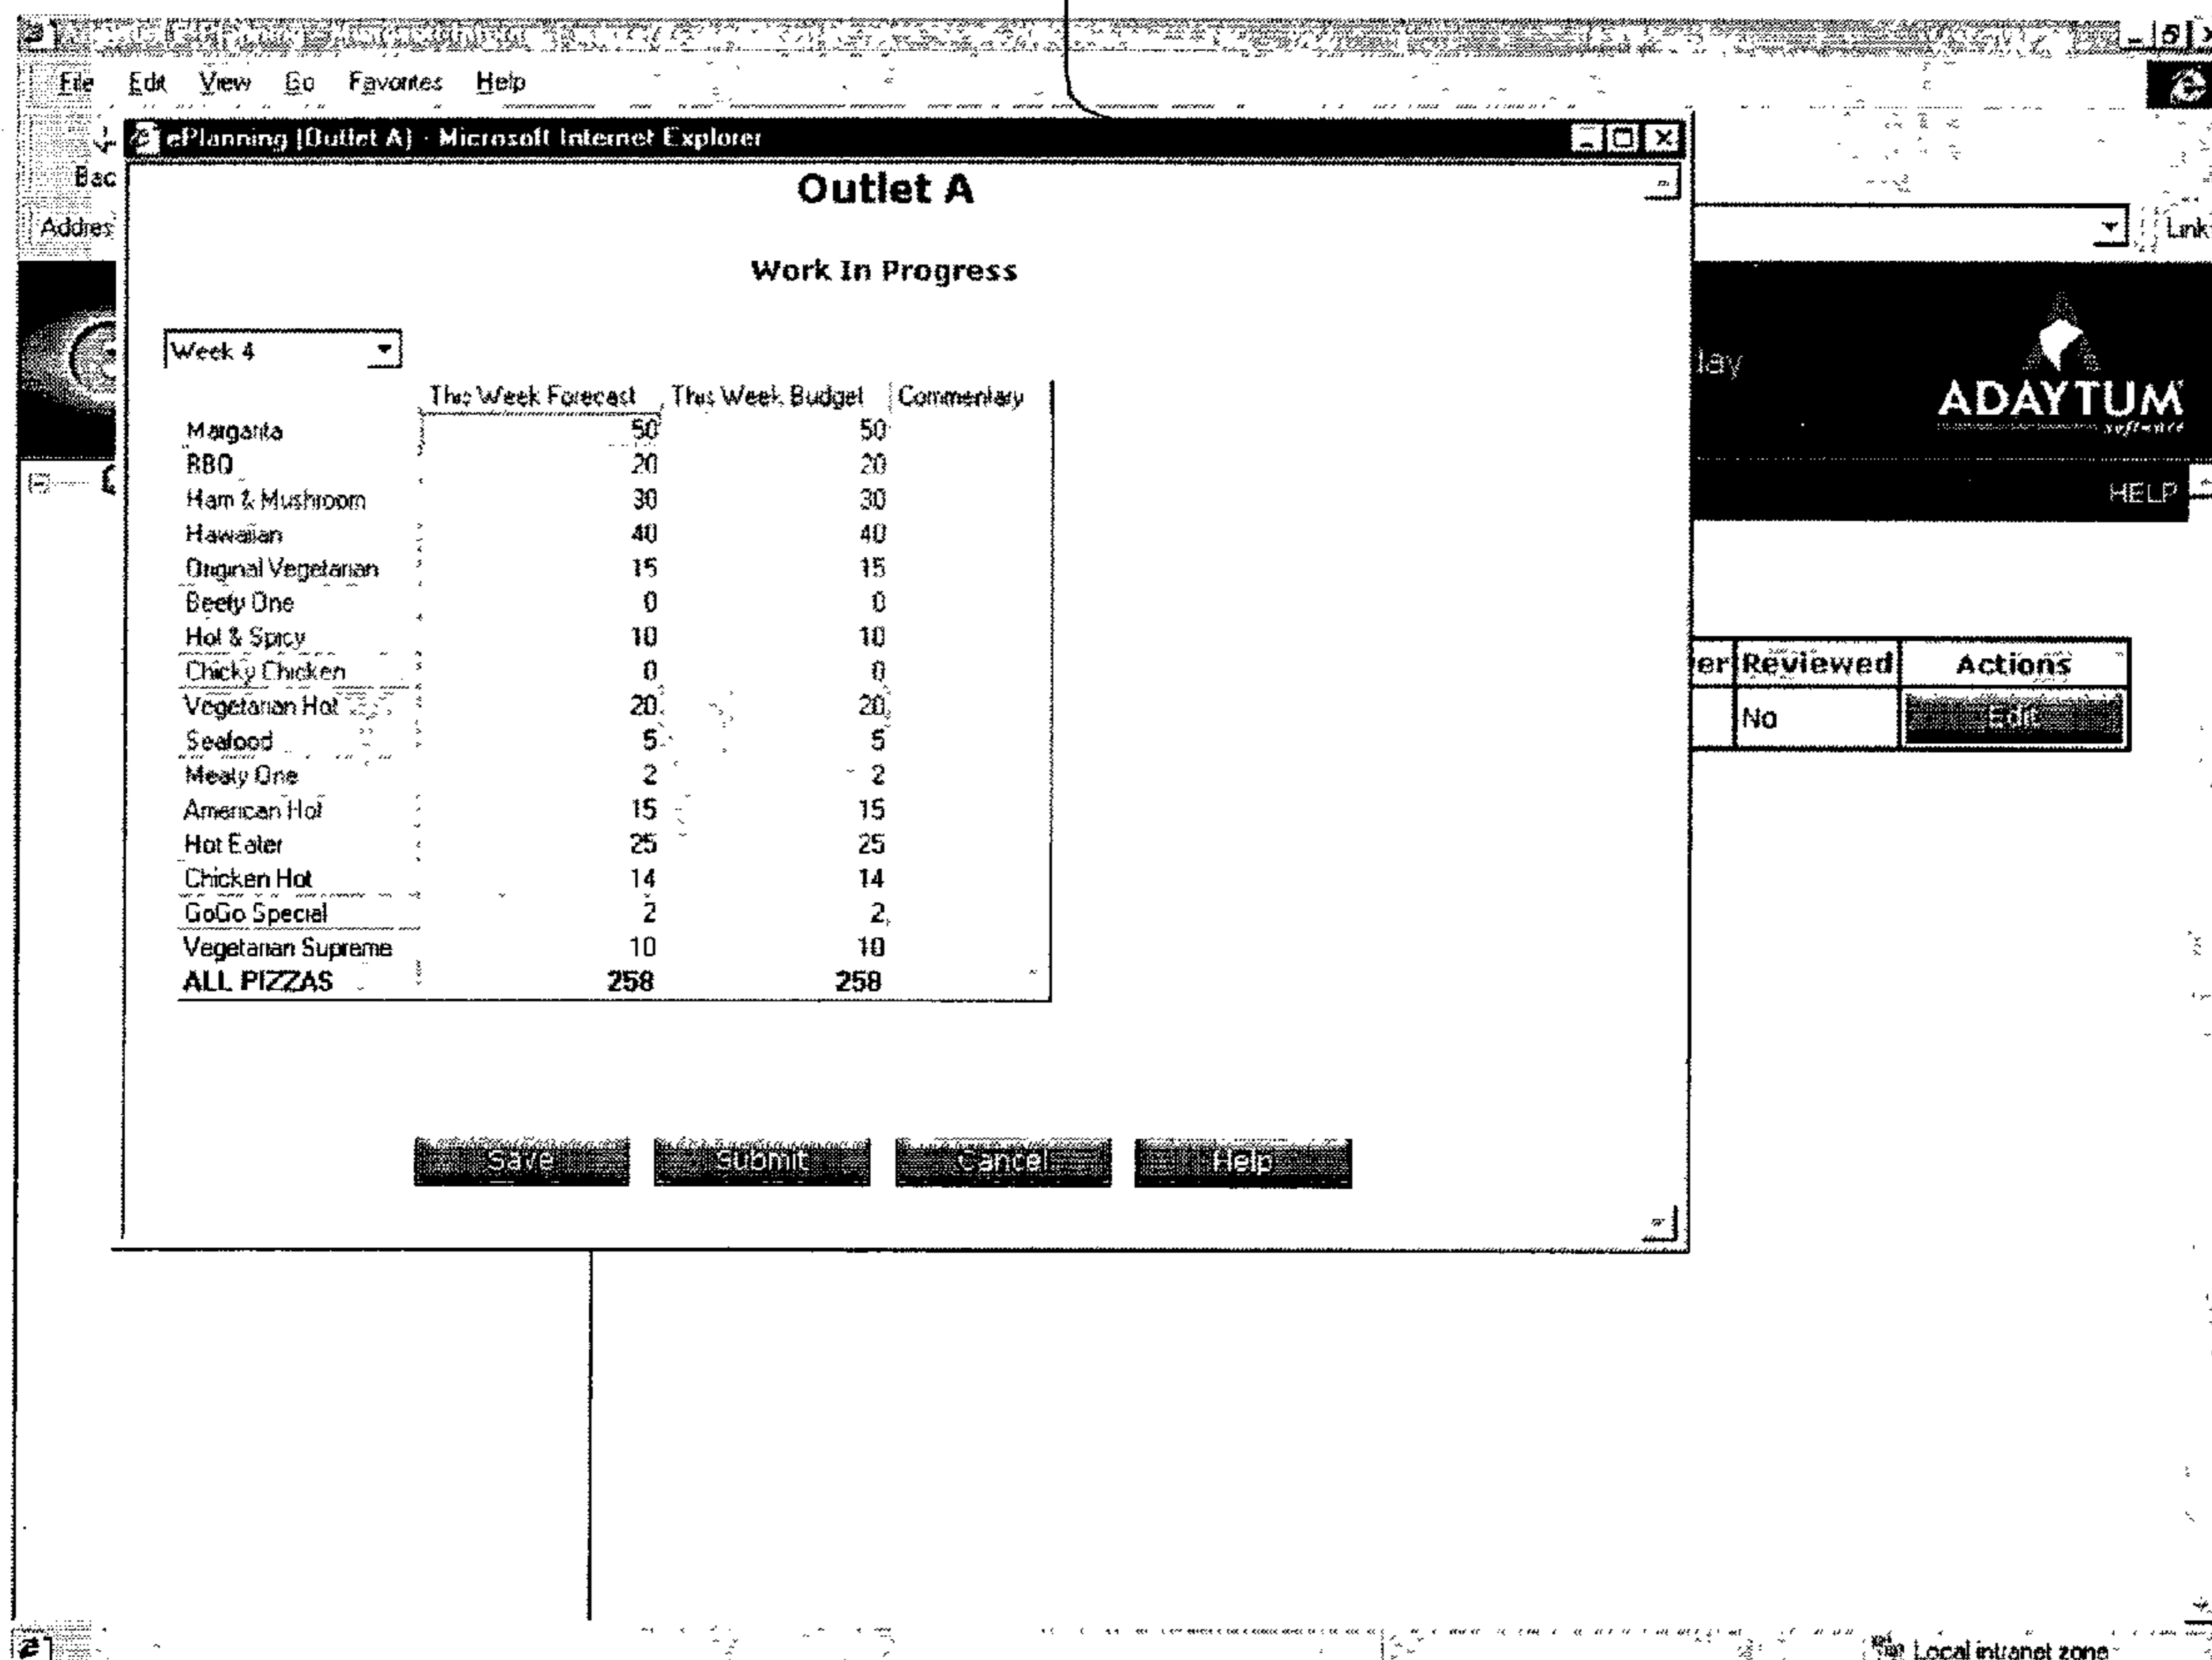 File Edit View Go Favorites Help
ePlanning (Outlet A) - Microsoft Internet Explorer
Bac
Outlet A
Addres
Link
Work In Progress
Week 4
lay
ADAYTUM
software
This Week Forecast This Week Budget Commentary
Margarita 50 50
BBQ 20 20
Ham & Mushroom 30 30
HELP
Hawaiian 40 40
Original Vegetarian 15 15
Beefy One 0 0
Hot & Spicy 10 10
Chicky Chicken 0 0
er Reviewed Actions
Vegetarian Hot 20 20
No Edit
Seafood 5 5
Meaty One 2 2
American Hot 15 15
Hot Eater 25 25
Chicken Hot 14 14
GoGo Special 2 2
Vegetarian Supreme 10 10
ALL PIZZAS 258 258
Save Submit Cancel Help
Local intranet zone